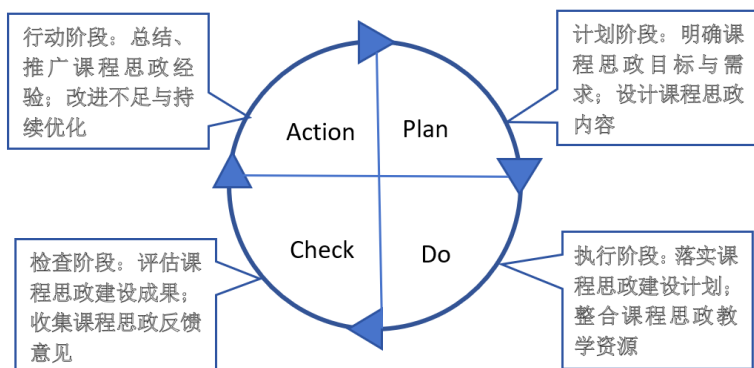 行动阶段：总结、
推广课程思政经
验；改进不足与持
续优化
计划阶段：明确课
程思政目标与需
求；设计课程思政
内容
Action
Plan
Check
Do
检查阶段：评估课
程思政建设成果；
收集课程思政反馈
意见
执行阶段：落实课
程思政建设计划；
整合课程思政教
学资源